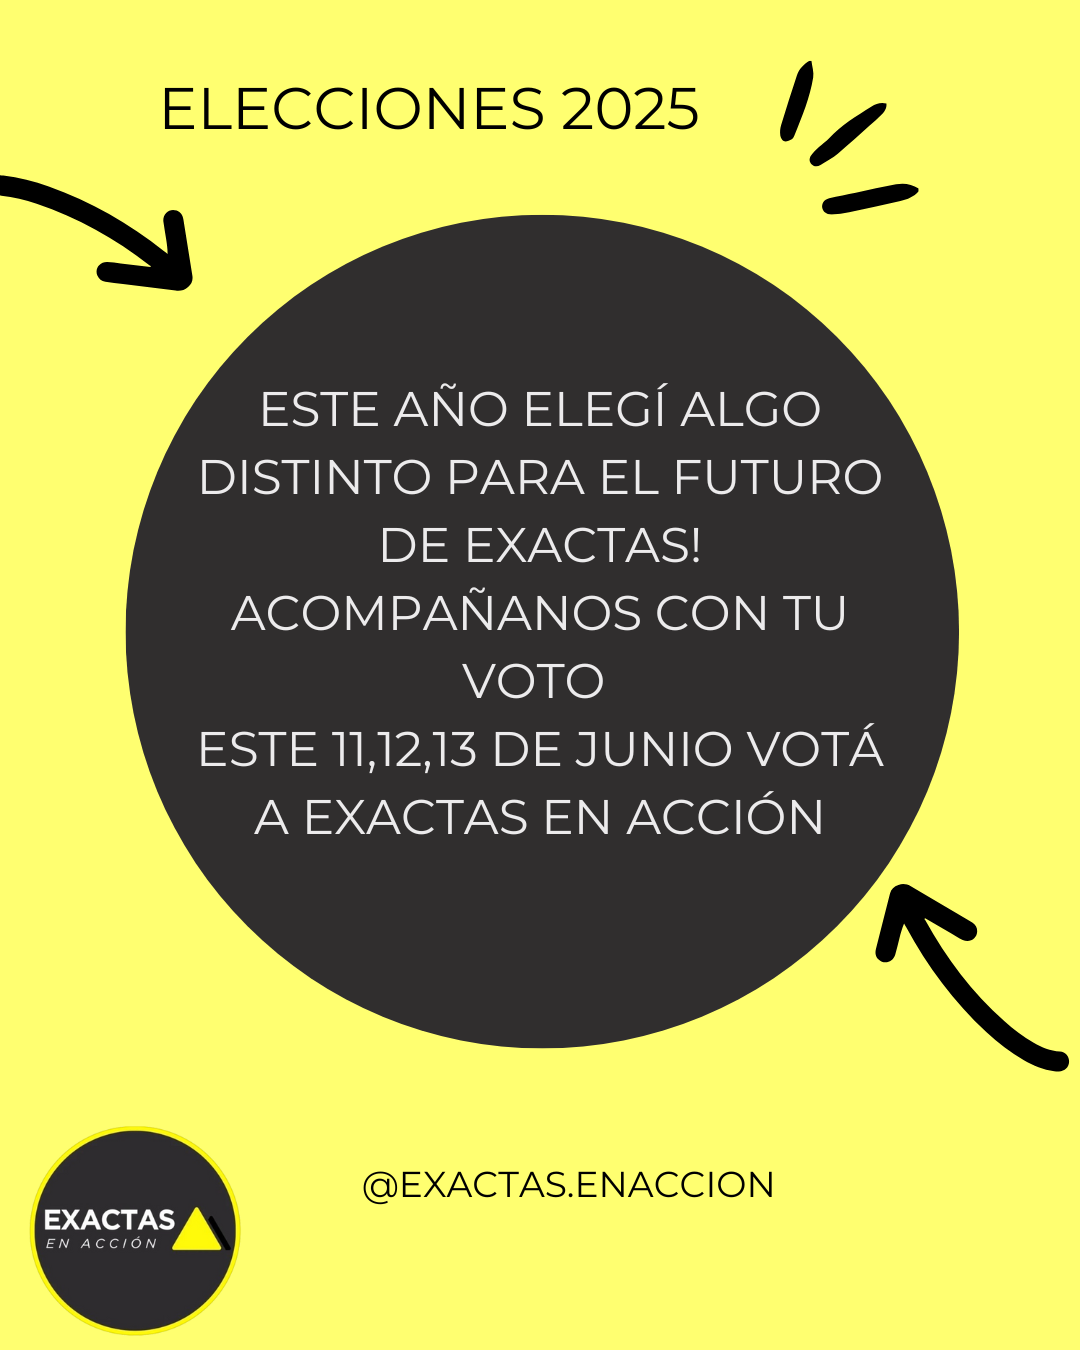 ELECCIONES 2025
ESTE AÑO ELEGÍ ALGO
DISTINTO PARA EL FUTURO
DE EXACTAS!
ACOMPAÑANOS CON TU
VOTO
ESTE 11,12,13 DE JUNIO VOTÁ
A EXACTAS EN ACCIÓN
@EXACTAS.ENACCION
EXACTAS
EN ACCIÓN